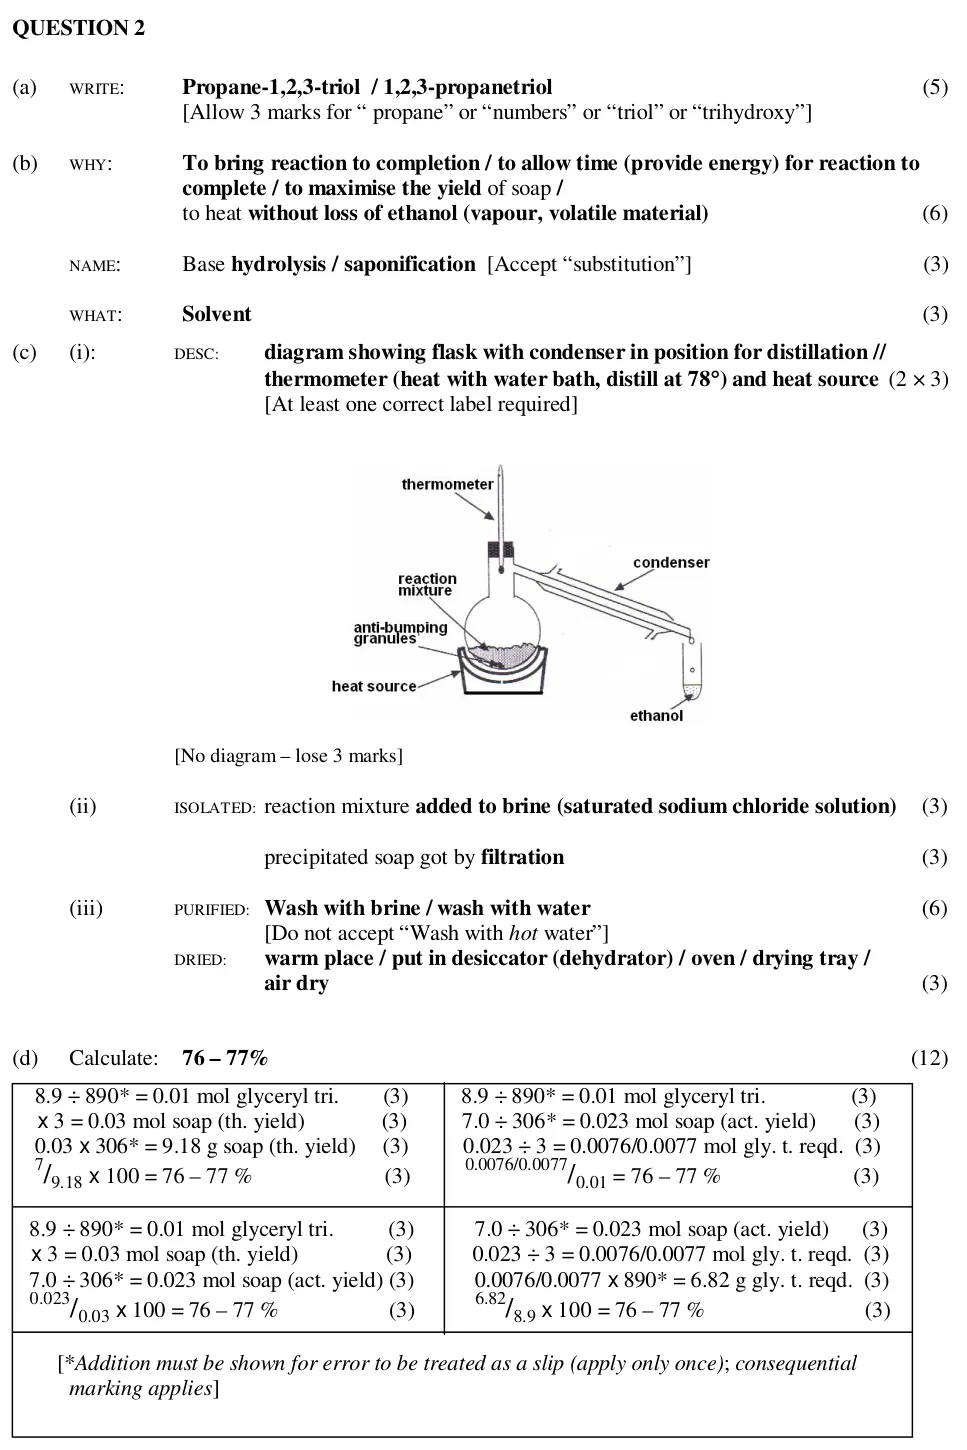 QUESTION 2
(a) WRITE: Propane-1,2,3-triol / 1,2,3-propanetriol (5)
[Allow 3 marks for “ propane” or “numbers” or “triol” or “trihydroxy”]
(b) WHY: To bring reaction to completion / to allow time (provide energy) for reaction to
complete / to maximise the yield of soap /
to heat without loss of ethanol (vapour, volatile material) (6)
NAME: Base hydrolysis / saponification [Accept “substitution”] (3)
WHAT: Solvent (3)
(c) (i): DESC: diagram showing flask with condenser in position for distillation //
thermometer (heat with water bath, distill at 78°) and heat source (2 × 3)
[At least one correct label required]
thermometer
condenser
reaction
mixture
anti-bumping
granules
heat source
ethanol
[No diagram – lose 3 marks]
(ii) ISOLATED: reaction mixture added to brine (saturated sodium chloride solution) (3)
precipitated soap got by filtration (3)
(iii) PURIFIED: Wash with brine / wash with water (6)
[Do not accept “Wash with hot water”]
DRIED: warm place / put in desiccator (dehydrator) / oven / drying tray /
air dry (3)
(d) Calculate: 76 – 77% (12)
8.9 ÷ 890* = 0.01 mol glyceryl tri. (3)
x 3 = 0.03 mol soap (th. yield) (3)
0.03 x 306* = 9.18 g soap (th. yield) (3)
7/9.18 x 100 = 76 – 77 % (3)
8.9 ÷ 890* = 0.01 mol glyceryl tri. (3)
7.0 ÷ 306* = 0.023 mol soap (act. yield) (3)
0.023 ÷ 3 = 0.0076/0.0077 mol gly. t. reqd. (3)
0.0076/0.0077/0.01 = 76 – 77 % (3)
8.9 ÷ 890* = 0.01 mol glyceryl tri. (3)
x 3 = 0.03 mol soap (th. yield) (3)
7.0 ÷ 306* = 0.023 mol soap (act. yield) (3)
0.023/0.03 x 100 = 76 – 77 % (3)
7.0 ÷ 306* = 0.023 mol soap (act. yield) (3)
0.023 ÷ 3 = 0.0076/0.0077 mol gly. t. reqd. (3)
0.0076/0.0077 x 890* = 6.82 g gly. t. reqd. (3)
6.82/8.9 x 100 = 76 – 77 % (3)
[*Addition must be shown for error to be treated as a slip (apply only once); consequential
marking applies]